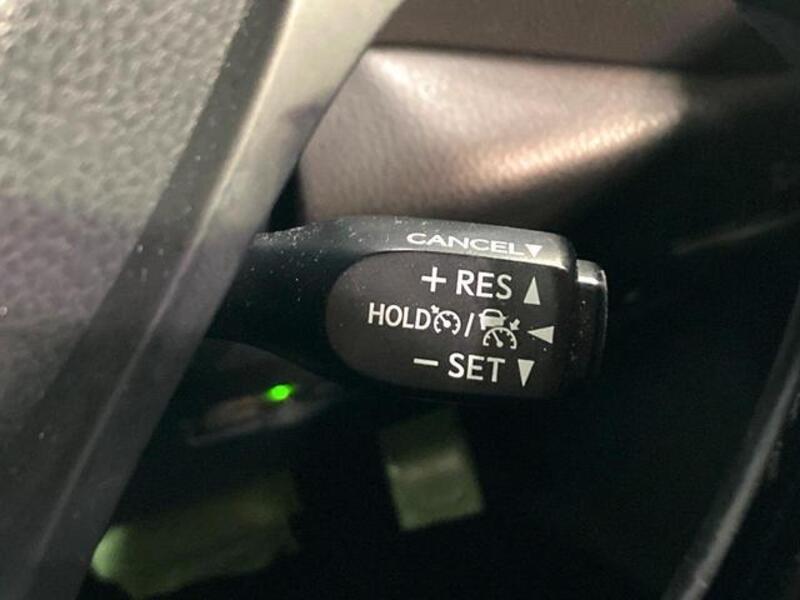 CANCEL▼
+ RES ▲
HOLD / ◀
− SET ▼